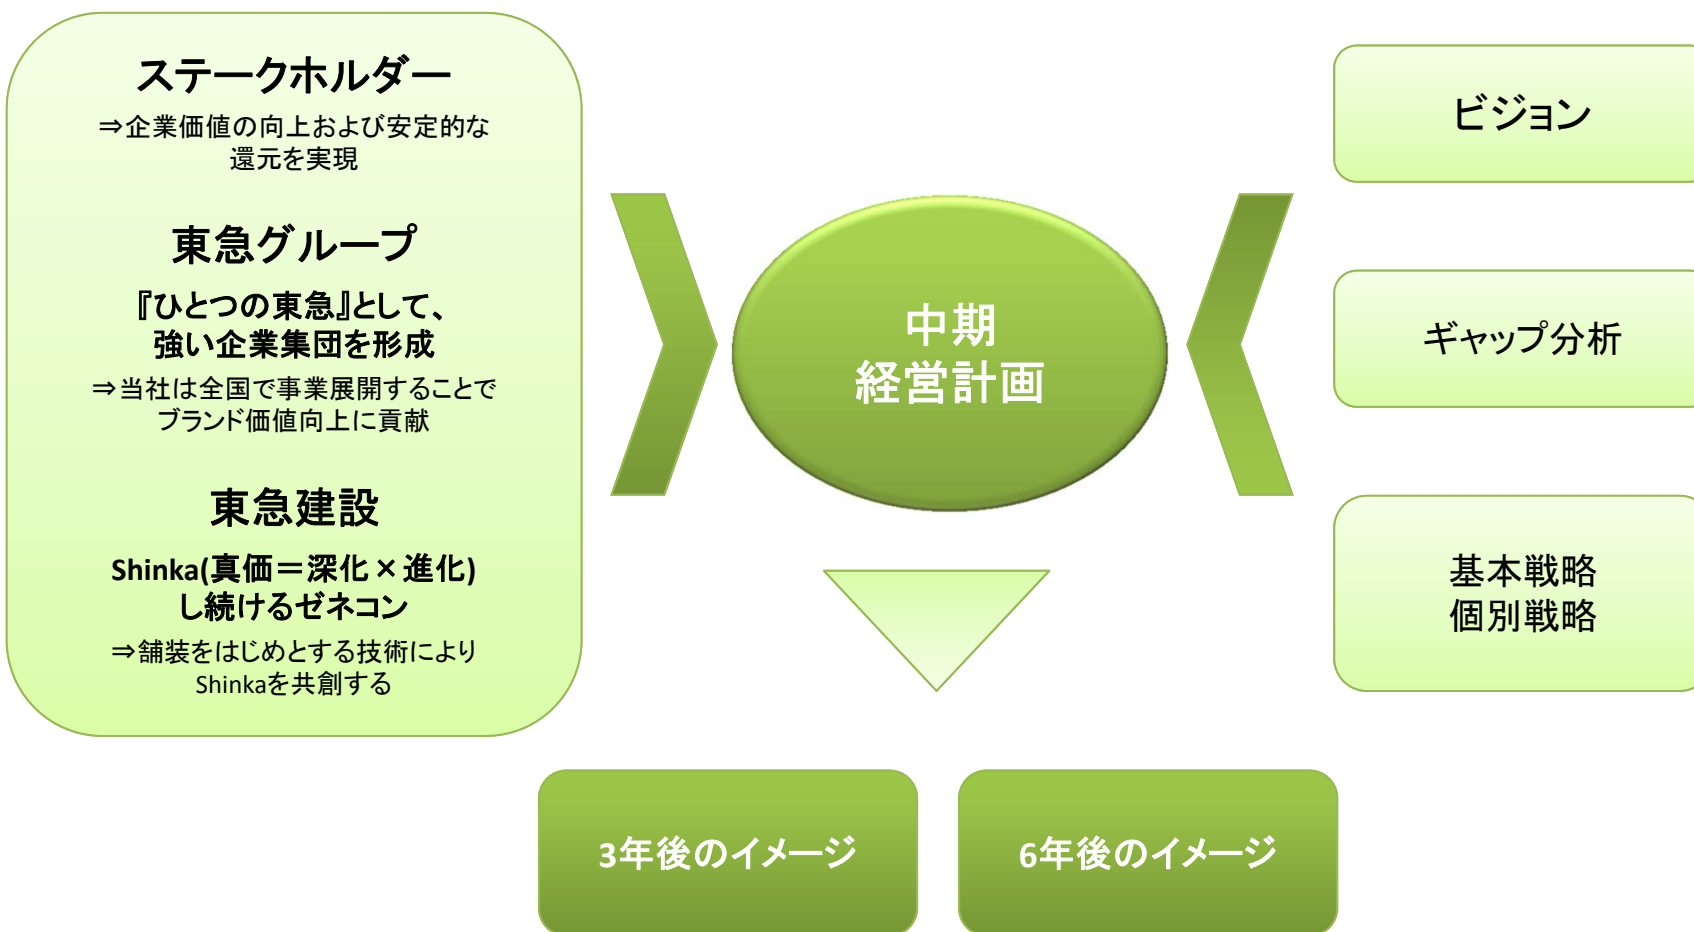 ステークホルダー
⇒企業価値の向上および安定的な
還元を実現
東急グループ
『ひとつの東急』として、
強い企業集団を形成
⇒当社は全国で事業展開することで
ブランド価値向上に貢献
東急建設
Shinka(真価＝深化×進化)
し続けるゼネコン
⇒舗装をはじめとする技術により
Shinkaを共創する
中期
経営計画
ビジョン
ギャップ分析
基本戦略
個別戦略
3年後のイメージ
6年後のイメージ